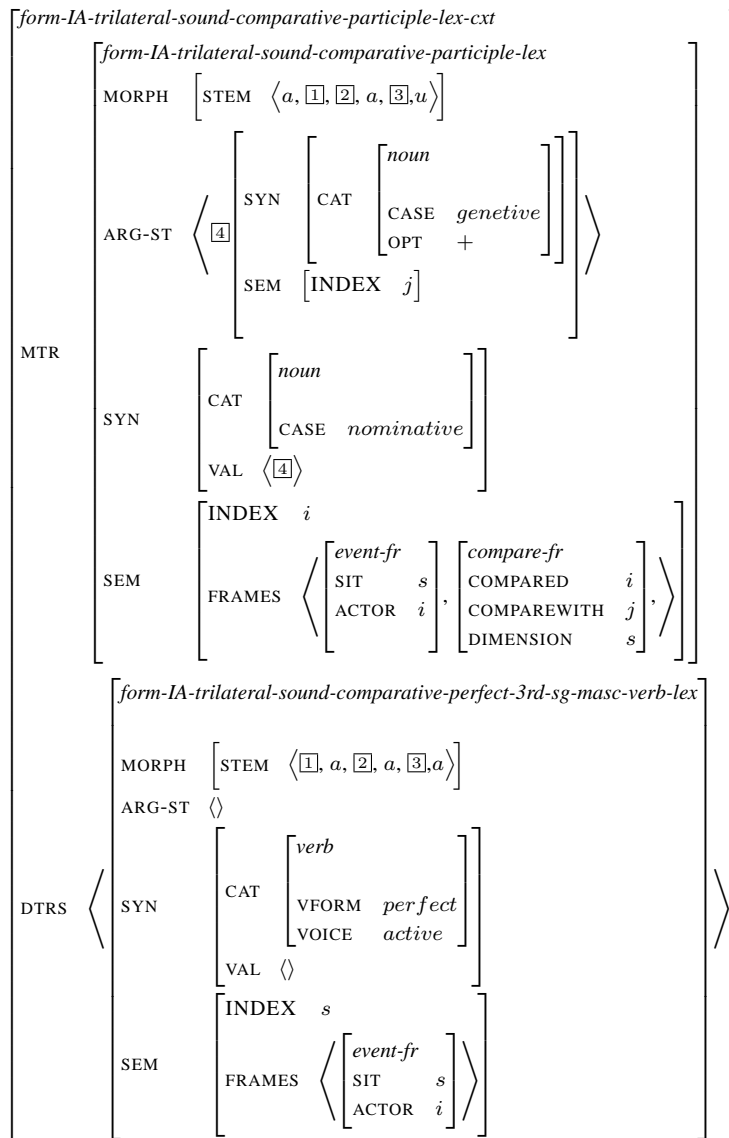 form-IA-trilateral-sound-comparative-participle-lex-cxt
form-IA-trilateral-sound-comparative-participle-lex
MORPH [STEM ⟨a, 1, 2, a, 3,u⟩]
noun
SYN CAT
CASE genetive
ARG-ST ⟨4 OPT + ⟩
SEM [INDEX j]
MTR
noun
CAT
SYN CASE nominative
VAL ⟨4⟩
INDEX i
event-fr compare-fr
SIT s COMPARED i
SEM FRAMES ⟨ ACTOR i , COMPAREWITH j , ⟩
DIMENSION s
form-IA-trilateral-sound-comparative-perfect-3rd-sg-masc-verb-lex
MORPH [STEM ⟨1, a, 2, a, 3,a⟩]
ARG-ST ⟨⟩
verb
CAT
DTRS SYN VFORM perfect
VOICE active
VAL ⟨⟩
INDEX s
event-fr
SEM FRAMES ⟨ SIT s ⟩
ACTOR i